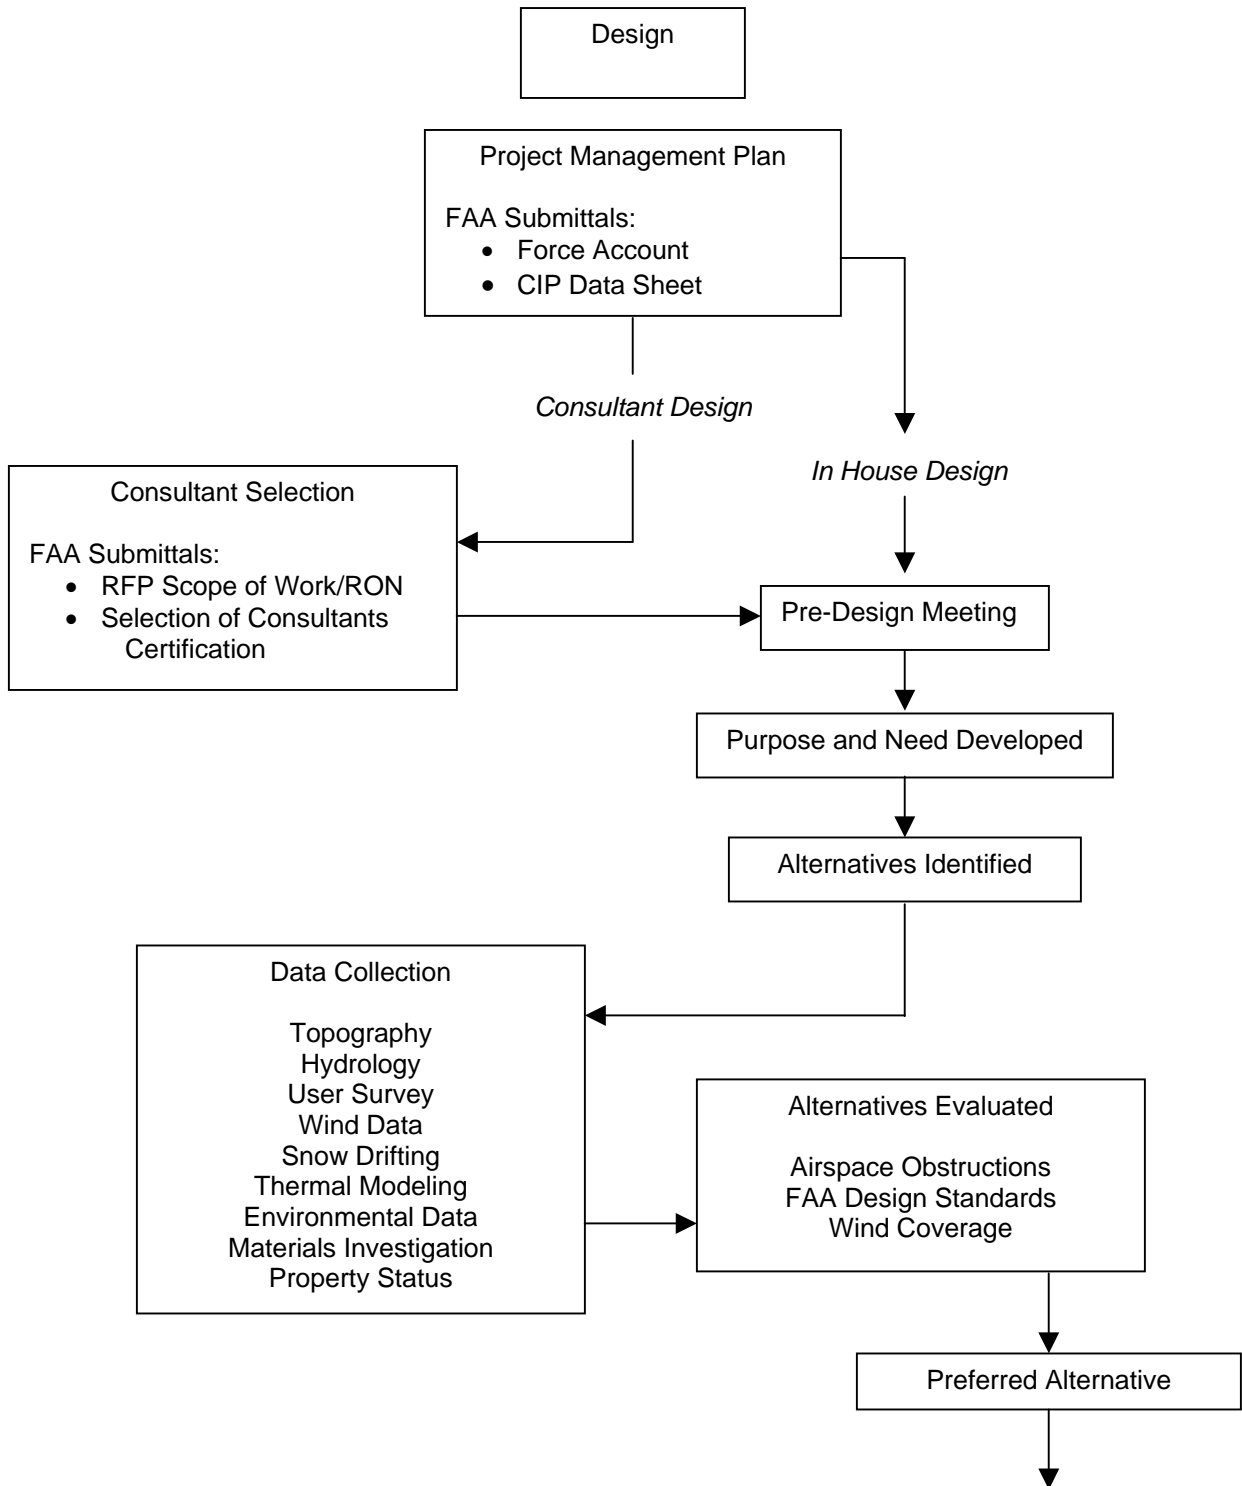 Design
Project Management Plan
FAA Submittals:
• Force Account
• CIP Data Sheet
Consultant Design
In House Design
Consultant Selection
FAA Submittals:
• RFP Scope of Work/RON
• Selection of Consultants
Certification
Pre-Design Meeting
Purpose and Need Developed
Alternatives Identified
Data Collection
Topography
Hydrology
User Survey
Wind Data
Snow Drifting
Thermal Modeling
Environmental Data
Materials Investigation
Property Status
Alternatives Evaluated
Airspace Obstructions
FAA Design Standards
Wind Coverage
Preferred Alternative